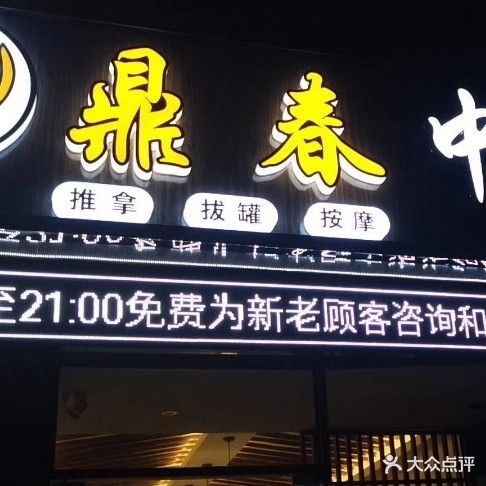 鼎春中
推拿 拔罐 按摩
至21:00免费为新老顾客咨询和
大众点评